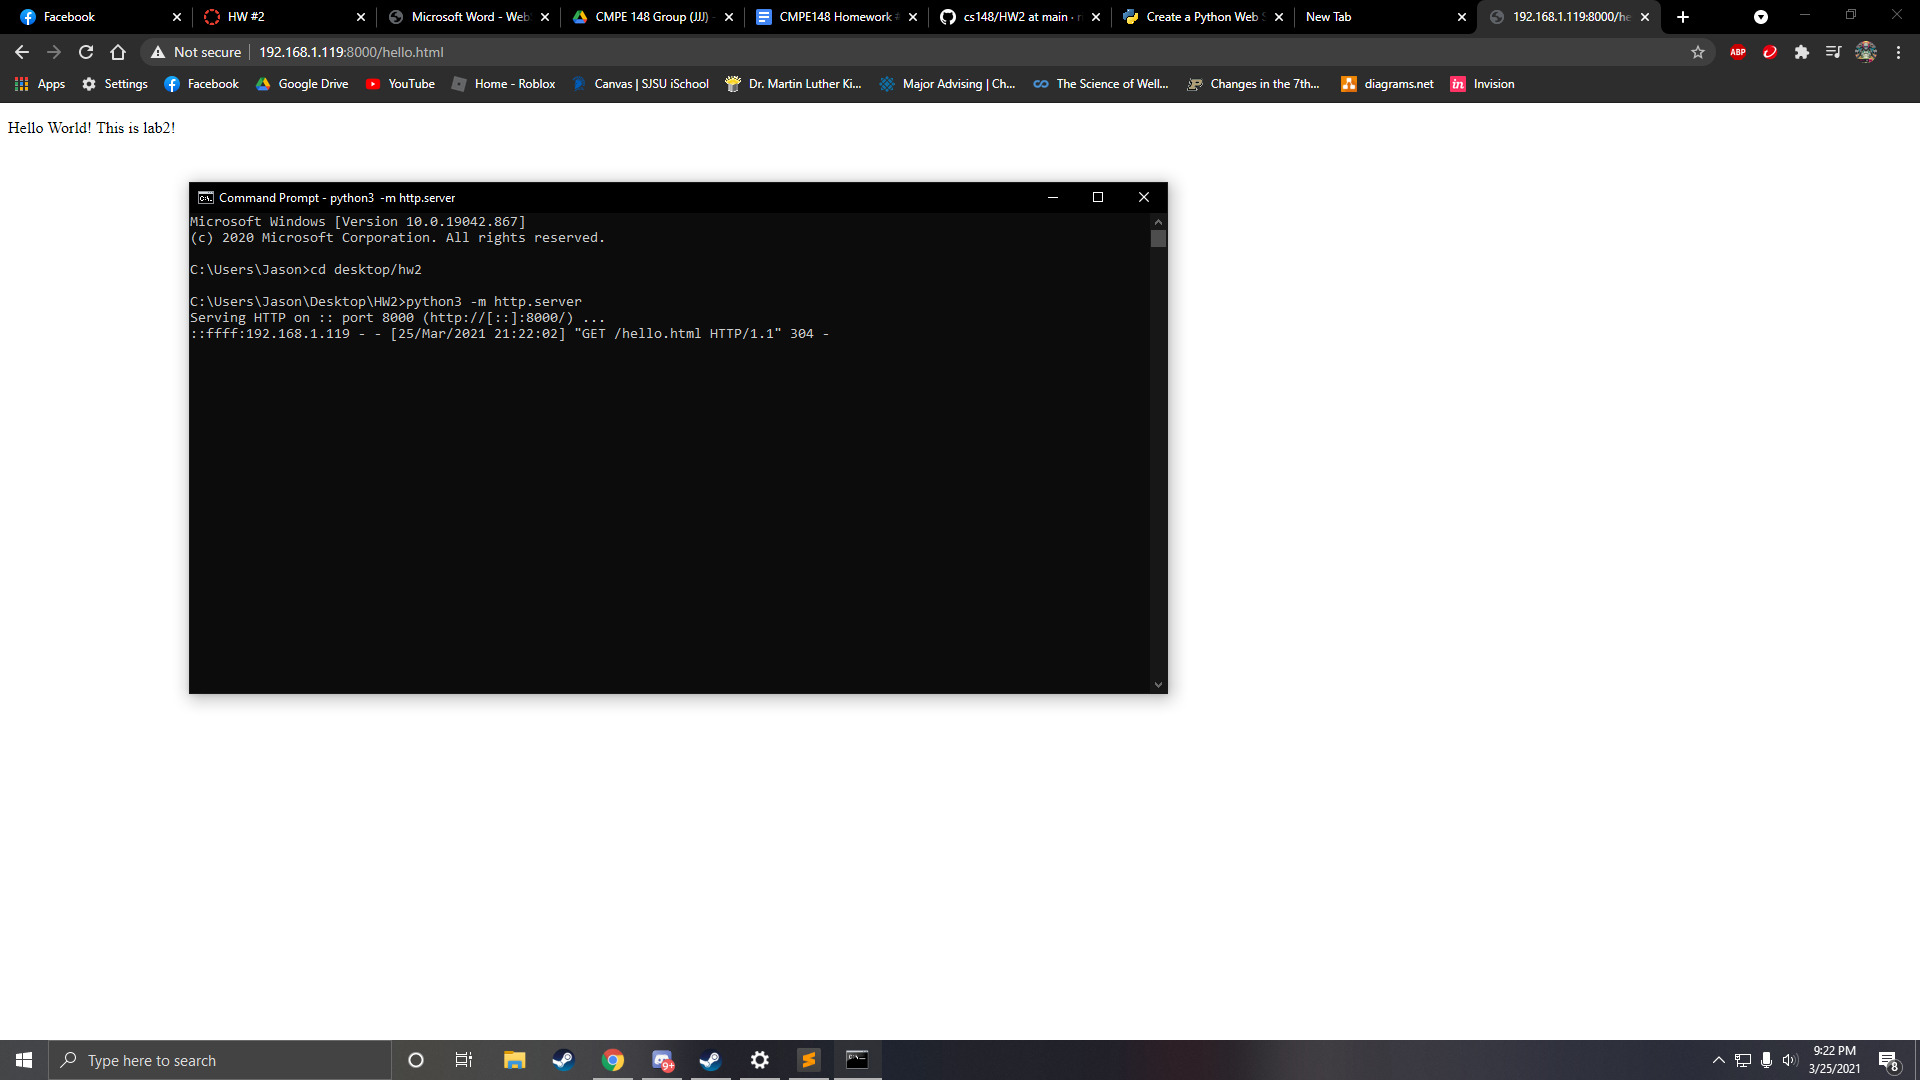 Facebook
HW #2
Microsoft Word - Web
CMPE 148 Group (JJJ)
CMPE148 Homework
cs148/HW2 at main ·
Create a Python Web
New Tab
192.168.1.119:8000/he
Not secure
192.168.1.119:8000/hello.html
ABP
Apps
Settings
Facebook
Google Drive
YouTube
Home - Roblox
Canvas | SJSU iSchool
Dr. Martin Luther Ki...
Major Advising | Ch...
The Science of Well...
Changes in the 7th...
diagrams.net
in
Invision
Hello World! This is lab2!
Command Prompt - python3 -m http.server
Microsoft Windows [Version 10.0.19042.867]
(c) 2020 Microsoft Corporation. All rights reserved.
C:\Users\Jason>cd desktop/hw2
C:\Users\Jason\Desktop\HW2>python3 -m http.server
Serving HTTP on :: port 8000 (http://[::]:8000/) ...
::ffff:192.168.1.119 - - [25/Mar/2021 21:22:02] "GET /hello.html HTTP/1.1" 304 -
Type here to search
9+
9:22 PM
3/25/2021
8